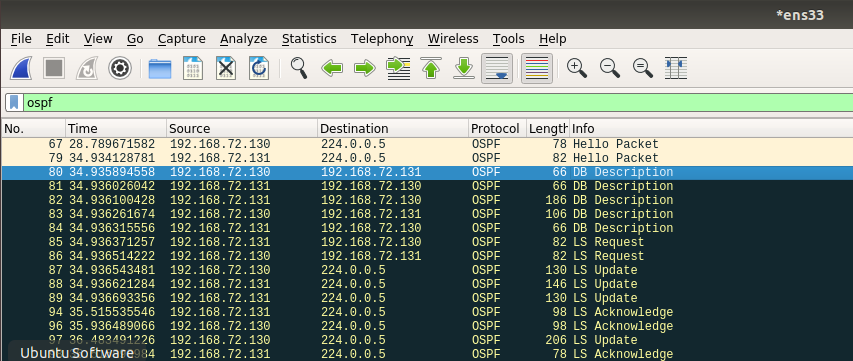 *ens33
File Edit View Go Capture Analyze Statistics Telephony Wireless Tools Help
ospf
No. Time Source Destination Protocol Length Info
67 28.789671582 192.168.72.130 224.0.0.5 OSPF 78 Hello Packet
79 34.934128781 192.168.72.131 224.0.0.5 OSPF 82 Hello Packet
80 34.935894558 192.168.72.130 192.168.72.131 OSPF 66 DB Description
81 34.936026042 192.168.72.131 192.168.72.130 OSPF 66 DB Description
82 34.936100428 192.168.72.131 192.168.72.130 OSPF 186 DB Description
83 34.936261674 192.168.72.130 192.168.72.131 OSPF 106 DB Description
84 34.936315556 192.168.72.131 192.168.72.130 OSPF 66 DB Description
85 34.936371257 192.168.72.131 192.168.72.130 OSPF 82 LS Request
86 34.936514222 192.168.72.130 192.168.72.131 OSPF 82 LS Request
87 34.936543481 192.168.72.130 224.0.0.5 OSPF 130 LS Update
88 34.936621284 192.168.72.131 224.0.0.5 OSPF 146 LS Update
89 34.936693356 192.168.72.131 224.0.0.5 OSPF 130 LS Update
94 35.515535546 192.168.72.131 224.0.0.5 OSPF 98 LS Acknowledge
96 35.936489066 192.168.72.130 224.0.0.5 OSPF 98 LS Acknowledge
192.168.72.130 224.0.0.5 OSPF 206 LS Update
Ubuntu Software 192.168.72.131 224.0.0.5 OSPF 78 LS Acknowledge